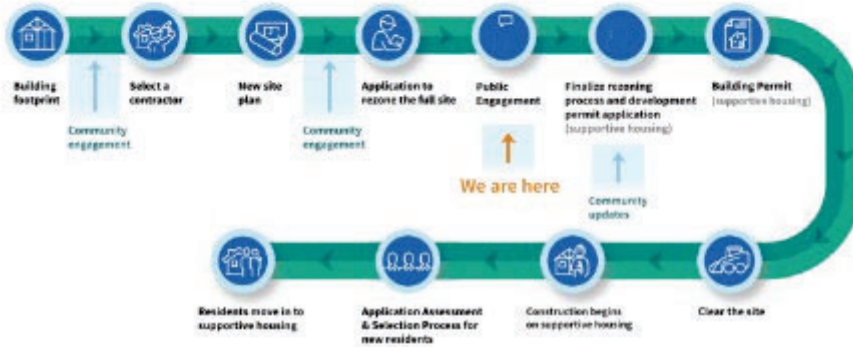 Building
footprint
Select a
contractor
New site
plan
Application to
rezone the full site
Public
Engagement
Finalize rezoning
process and development
permit application
(supportive housing)
Building Permit
(supportive housing)
Community
engagement
Community
engagement
We are here
Community
updates
Residents move in to
supportive housing
Application Assessment
& Selection Process for
new residents
Construction begins
on supportive housing
Clear the site